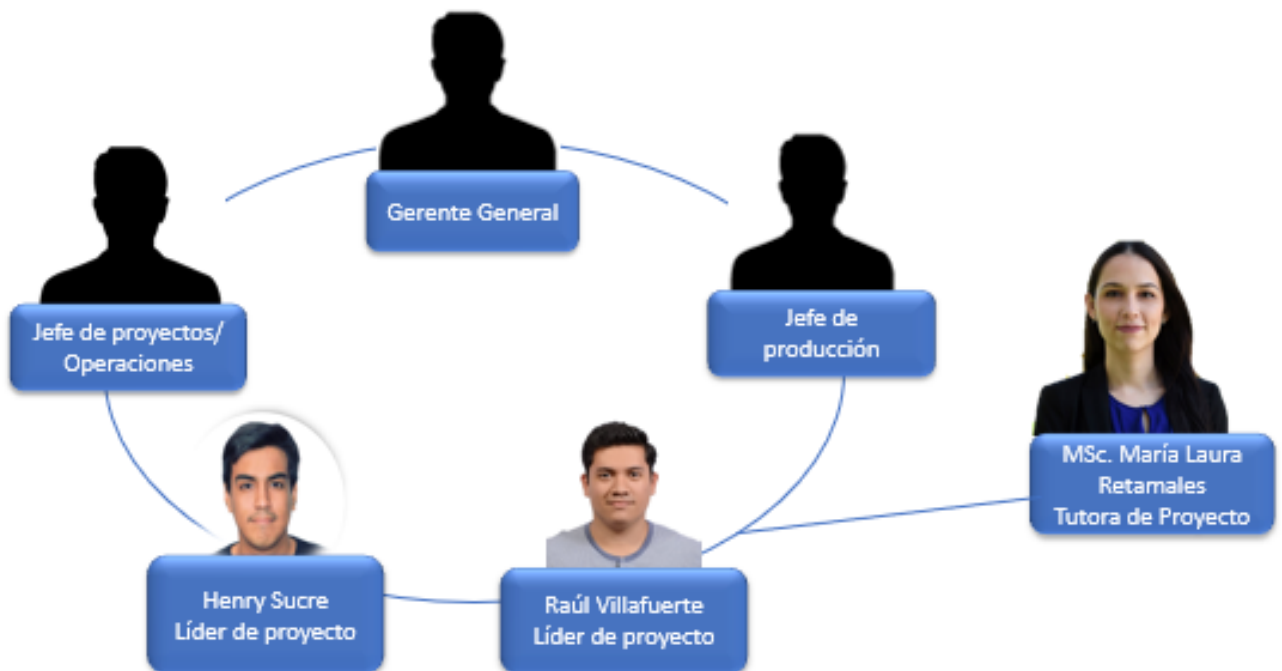 Gerente General
Jefe de proyectos/
Operaciones
Jefe de
producción
MSc. María Laura
Retamales
Tutora de Proyecto
Henry Sucre
Líder de proyecto
Raúl Villafuerte
Líder de proyecto